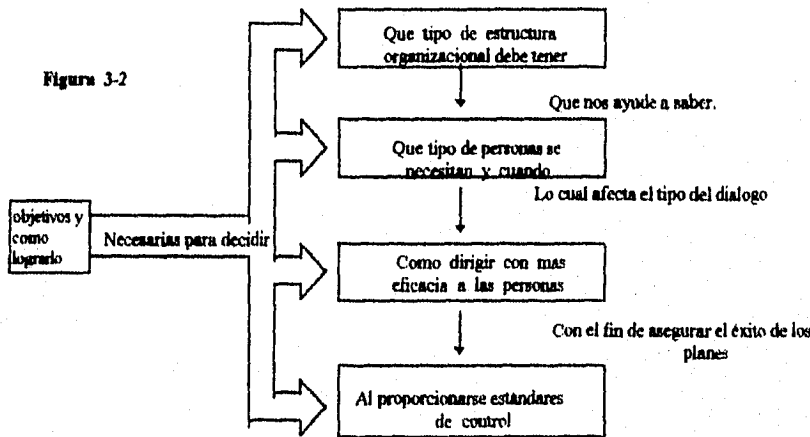 Figura 3-2
Que tipo de estructura
organizacional debe tener
Que nos ayude a saber.
Que tipo de personas se
necesitan y cuando
Lo cual afecta el tipo del dialogo
objetivos y
como
lograrlo
Necesarias para decidir
Como dirigir con mas
eficacia a las personas
Con el fin de asegurar el éxito de los
planes
Al proporcionarse estandares
de control